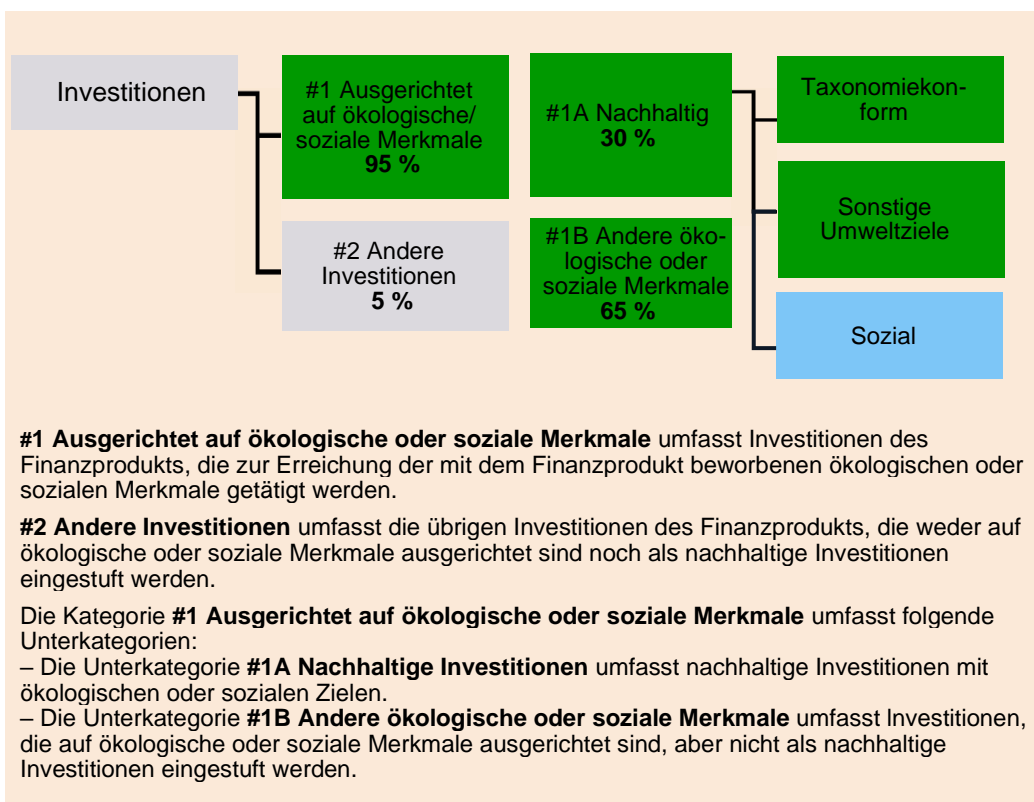 Investitionen
#1 Ausgerichtet
auf ökologische/
soziale Merkmale
95 %
#2 Andere
Investitionen
5 %
#1A Nachhaltig
30 %
#1B Andere öko-
logische oder
soziale Merkmale
65 %
Taxonomiekon-
form
Sonstige
Umweltziele
Sozial
#1 Ausgerichtet auf ökologische oder soziale Merkmale umfasst Investitionen des
Finanzprodukts, die zur Erreichung der mit dem Finanzprodukt beworbenen ökologischen oder
sozialen Merkmale getätigt werden.
#2 Andere Investitionen umfasst die übrigen Investitionen des Finanzprodukts, die weder auf
ökologische oder soziale Merkmale ausgerichtet sind noch als nachhaltige Investitionen
eingestuft werden.
Die Kategorie #1 Ausgerichtet auf ökologische oder soziale Merkmale umfasst folgende
Unterkategorien:
– Die Unterkategorie #1A Nachhaltige Investitionen umfasst nachhaltige Investitionen mit
ökologischen oder sozialen Zielen.
– Die Unterkategorie #1B Andere ökologische oder soziale Merkmale umfasst Investitionen,
die auf ökologische oder soziale Merkmale ausgerichtet sind, aber nicht als nachhaltige
Investitionen eingestuft werden.